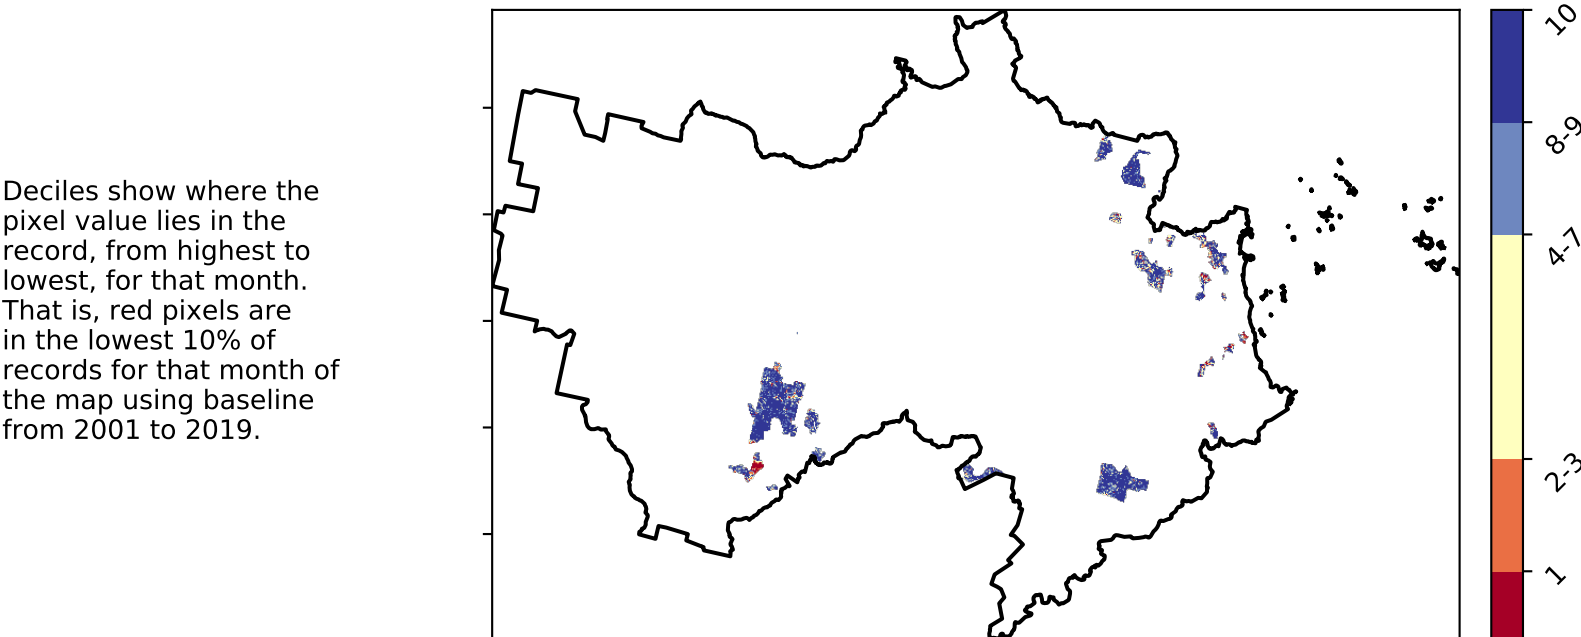 Deciles show where the
pixel value lies in the
record, from highest to
lowest, for that month.
That is, red pixels are
in the lowest 10% of
records for that month of
the map using baseline
from 2001 to 2019.
10
8-9
4-7
2-3
1